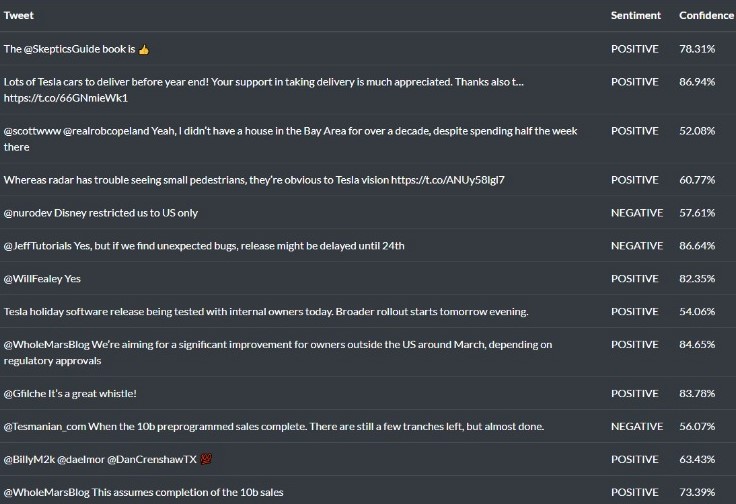 Tweet Sentiment Confidence
The @SkepticsGuide book is 👍 POSITIVE 78.31%
Lots of Tesla cars to deliver before year end! Your support in taking delivery is much appreciated. Thanks also t... POSITIVE 86.94%
https://t.co/66GNmieWk1
@scottwww @realrobcopeland Yeah, I didn't have a house in the Bay Area for over a decade, despite spending half the week POSITIVE 52.08%
there
Whereas radar has trouble seeing small pedestrians, they're obvious to Tesla vision https://t.co/ANUy58Igl7 POSITIVE 60.77%
@nurodev Disney restricted us to US only NEGATIVE 57.61%
@JeffTutorials Yes, but if we find unexpected bugs, release might be delayed until 24th NEGATIVE 86.64%
@WillFealey Yes POSITIVE 82.35%
Tesla holiday software release being tested with internal owners today. Broader rollout starts tomorrow evening. POSITIVE 54.06%
@WholeMarsBlog We're aiming for a significant improvement for owners outside the US around March, depending on POSITIVE 84.65%
regulatory approvals
@Gfilche It's a great whistle! POSITIVE 83.78%
@Tesmanian_com When the 10b preprogrammed sales complete. There are still a few tranches left, but almost done. NEGATIVE 56.07%
@BillyM2k @daelmor @DanCrenshawTX 💯 POSITIVE 63.43%
@WholeMarsBlog This assumes completion of the 10b sales POSITIVE 73.39%